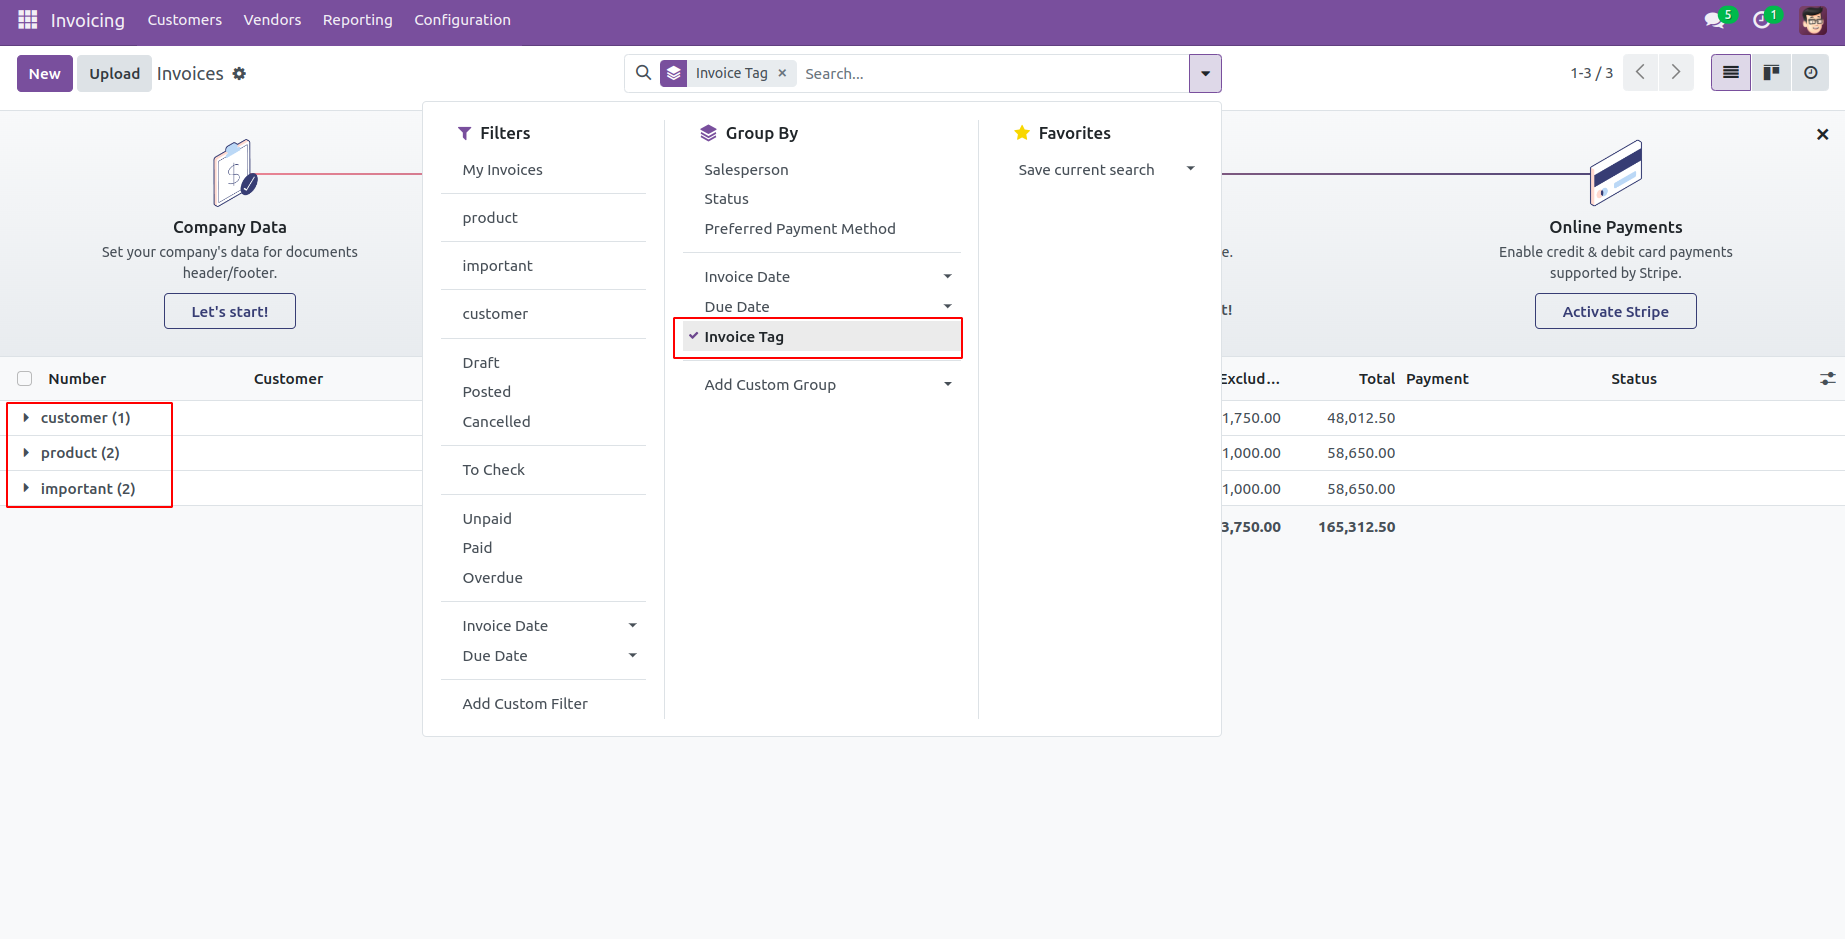 Invoicing Customers Vendors Reporting Configuration 5 1
New Upload Invoices Invoice Tag × Search... 1-3 / 3
Filters
My Invoices
product
important
customer
Draft
Posted
Cancelled
To Check
Unpaid
Paid
Overdue
Invoice Date
Due Date
Add Custom Filter
Group By
Salesperson
Status
Preferred Payment Method
Invoice Date
Due Date
Invoice Tag
Add Custom Group
Favorites
Save current search
$
Company Data
Set your company's data for documents
header/footer.
Let's start!
e.
t!
Online Payments
Enable credit & debit card payments
supported by Stripe.
Activate Stripe
Number Customer Exclud... Total Payment Status
customer (1) 1,750.00 48,012.50
product (2) 1,000.00 58,650.00
important (2) 1,000.00 58,650.00
3,750.00 165,312.50